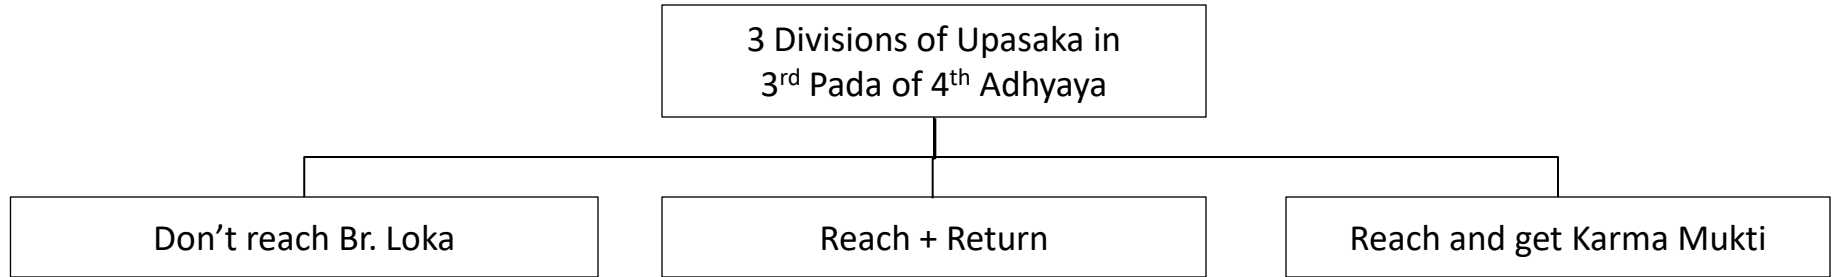 3 Divisions of Upasaka in
3rd Pada of 4th Adhyaya
Don’t reach Br. Loka
Reach + Return
Reach and get Karma Mukti